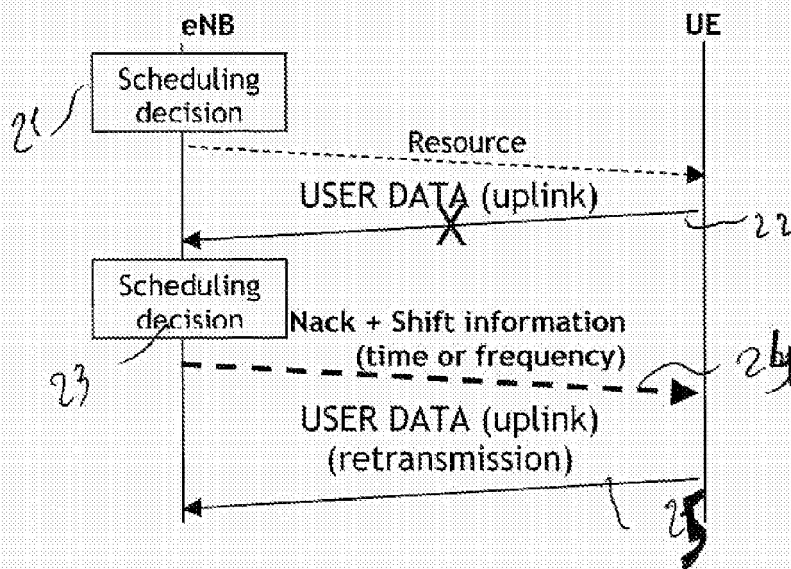 eNB
UE
Scheduling
decision
21
Resource
USER DATA (uplink)
22
Scheduling
decision
23
Nack + Shift information
(time or frequency)
24
USER DATA (uplink)
(retransmission)
25